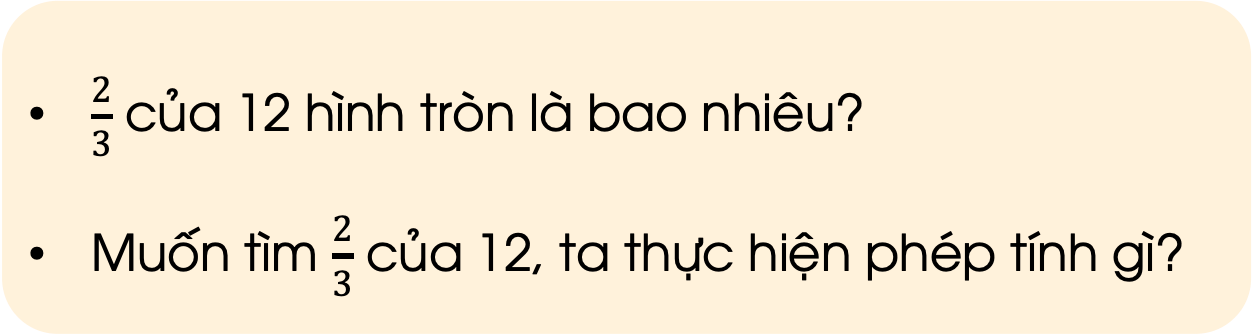 • 2/3 của 12 hình tròn là bao nhiêu?
• Muốn tìm 2/3 của 12, ta thực hiện phép tính gì?